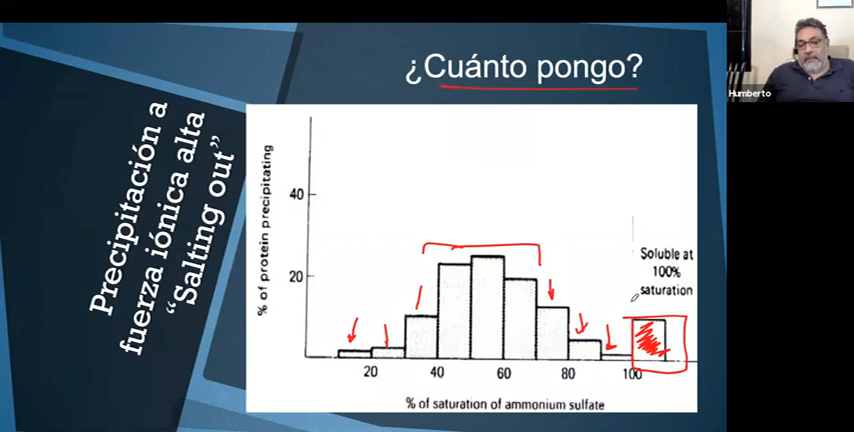 ¿Cuánto pongo?
Humberto
Precipitación a
fuerza iónica alta
“Salting out”
% of protein precipitating
40
20
Soluble at
100%
saturation
20
40
60
80
100
% of saturation of ammonium sulfate